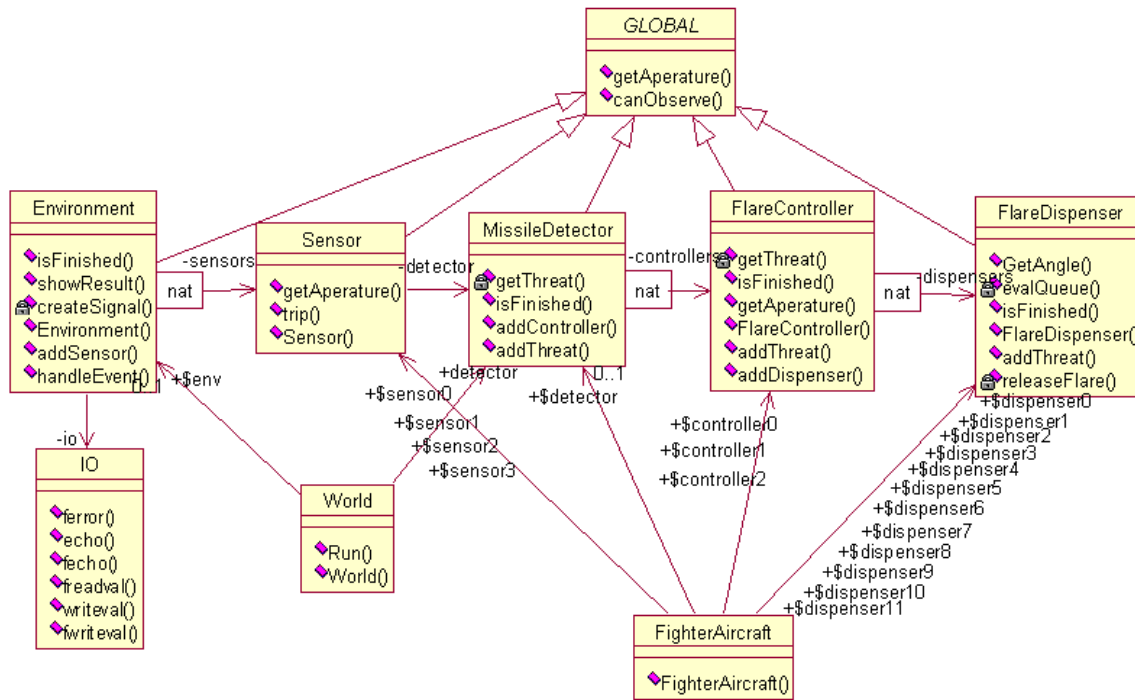 GLOBAL
getAperature()
canObserve()
Environment
isFinished()
showResult()
createSignal()
Environment()
addSensor()
handleEvent()
-sensors
nat
Sensor
getAperature()
trip()
Sensor()
-detector
MissileDetector
getThreat()
isFinished()
addController()
addThreat()
-controllers
nat
FlareController
getThreat()
isFinished()
getAperature()
FlareController()
addThreat()
addDispenser()
-dispensers
nat
FlareDispenser
GetAngle()
evalQueue()
isFinished()
FlareDispenser()
addThreat()
releaseFlare()
0..1
+$env
+detector
0..1
+$detector
+$sensor0
+$sensor1
+$sensor2
+$sensor3
+$controller0
+$controller1
+$controller2
+$dispenser0
+$dispenser1
+$dispenser2
+$dispenser3
+$dispenser4
+$dispenser5
+$dispenser6
+$dispenser7
+$dispenser8
+$dispenser9
+$dispenser10
+$dispenser11
-io
IO
ferror()
echo()
fecho()
freadval()
writeval()
fwriteval()
World
Run()
World()
FighterAircraft
FighterAircraft()